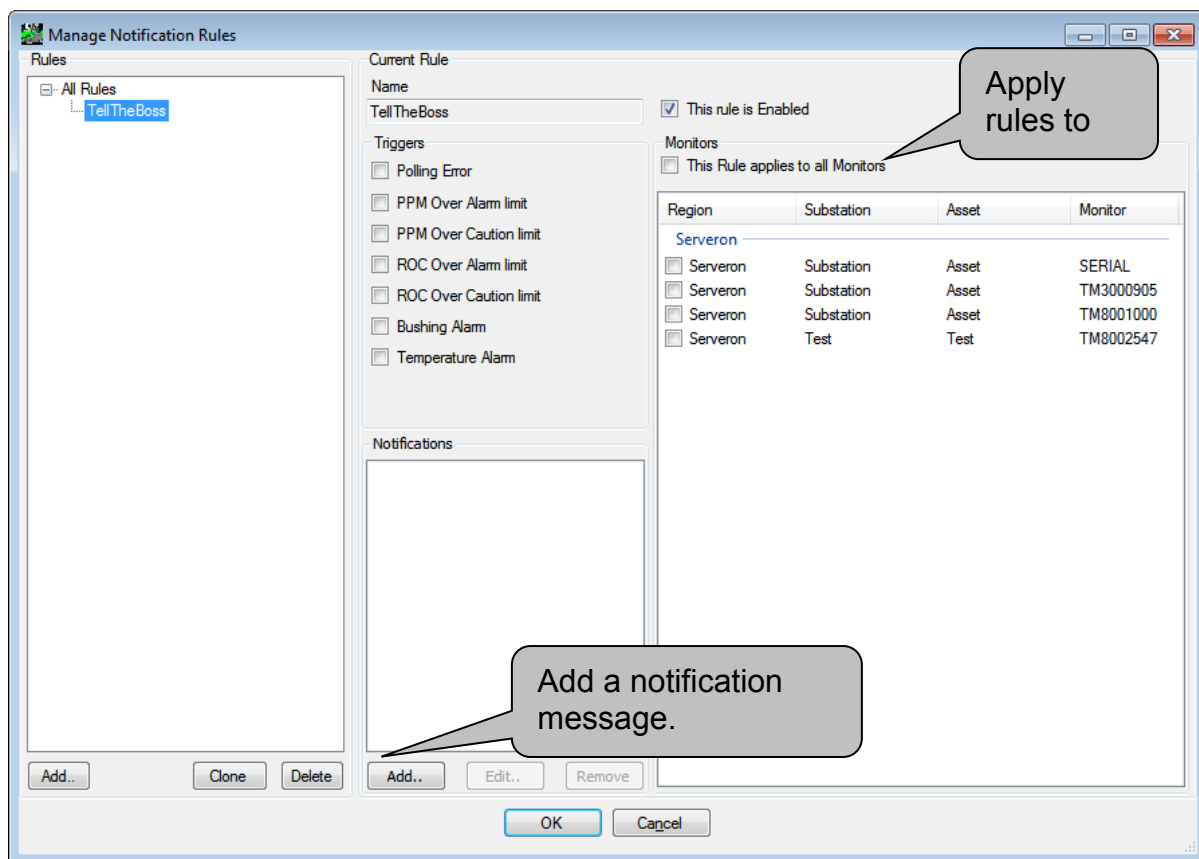 Manage Notification Rules
Rules
All Rules
TellTheBoss
Add..
Clone
Delete
Current Rule
Name
TellTheBoss
This rule is Enabled
Triggers
Polling Error
PPM Over Alarm limit
PPM Over Caution limit
ROC Over Alarm limit
ROC Over Caution limit
Bushing Alarm
Temperature Alarm
Notifications
Add a notification
message.
Add..
Edit..
Remove
Apply
rules to
Monitors
This Rule applies to all Monitors
Region Substation Asset Monitor
Serveron
Serveron Substation Asset SERIAL
Serveron Substation Asset TM3000905
Serveron Substation Asset TM8001000
Serveron Test Test TM8002547
OK
Cancel